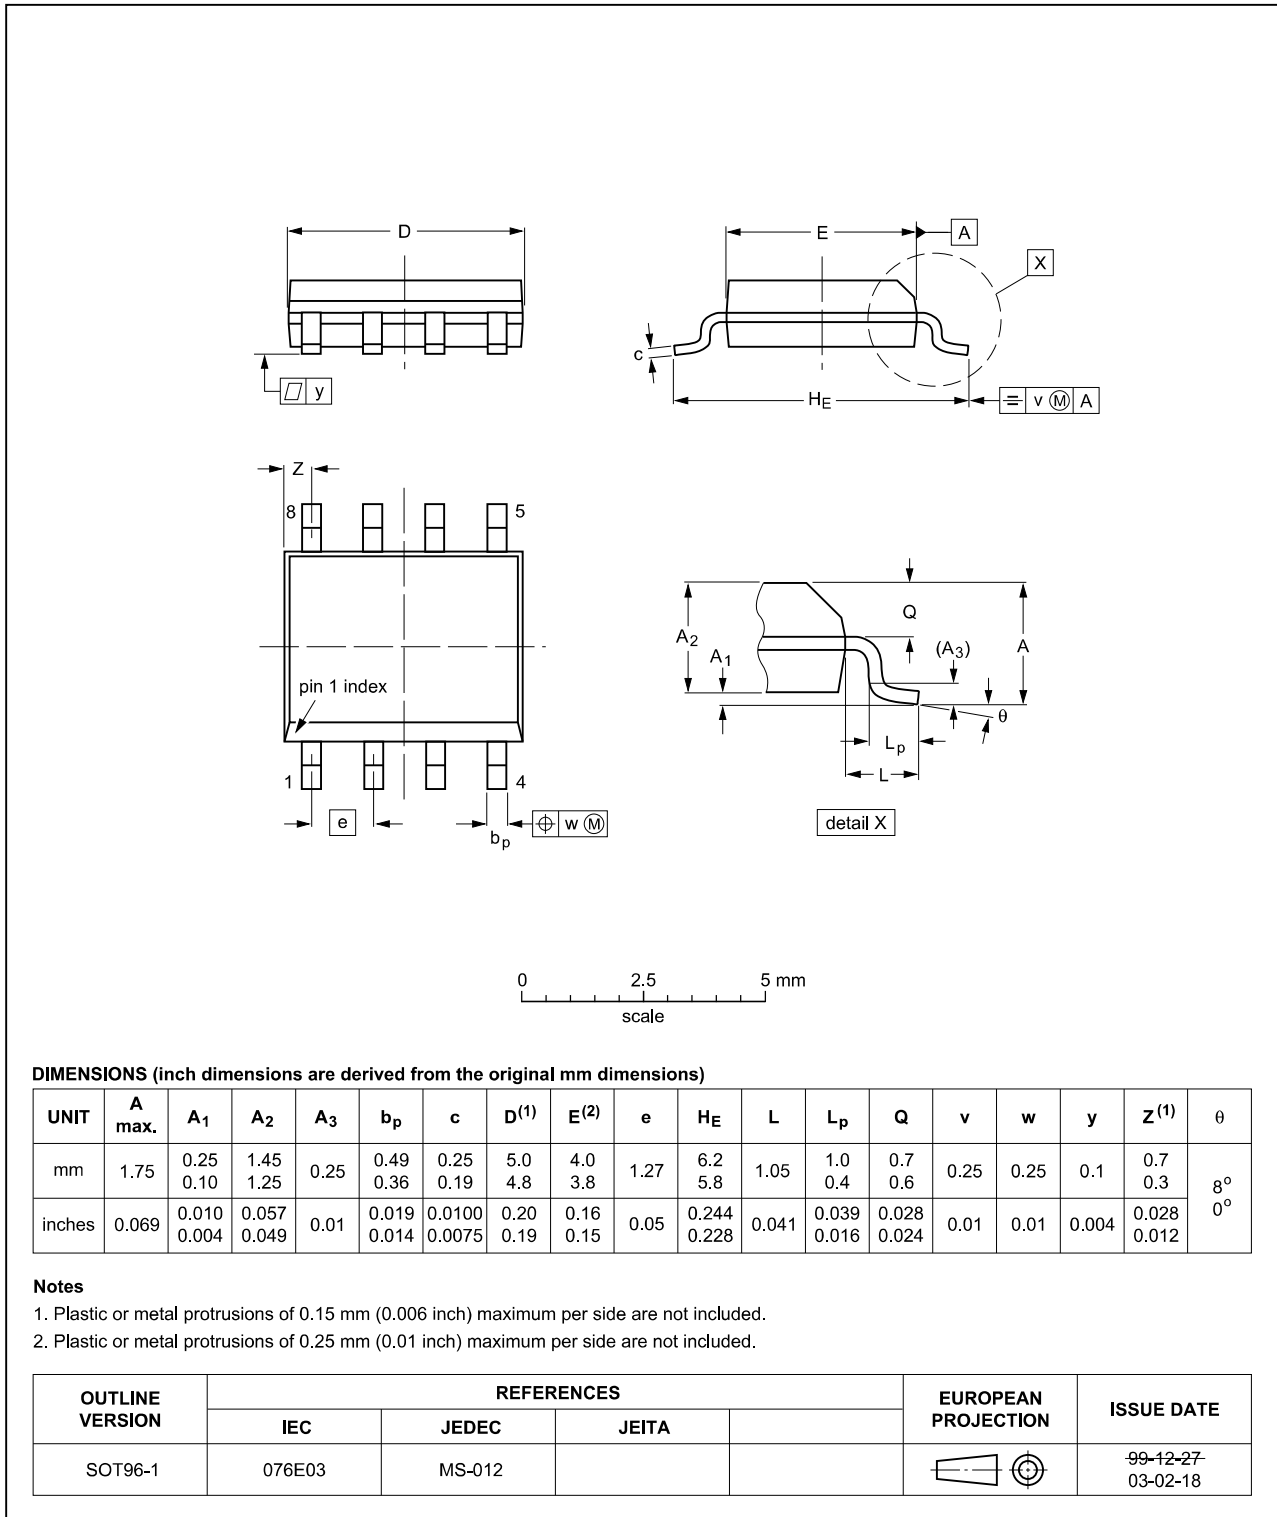 D
E
A
X
c
y
HE
v M A
Z
8
5
pin 1 index
1
4
e
bp
w M
A2
A1
Q
(A3)
A
θ
Lp
L
detail X
0 2.5 5 mm
scale
DIMENSIONS (inch dimensions are derived from the original mm dimensions)
UNIT A max. A1 A2 A3 bp c D(1) E(2) e HE L Lp Q v w y Z(1) θ
mm 1.75 0.25 0.10 1.45 1.25 0.25 0.49 0.36 0.25 0.19 5.0 4.8 4.0 3.8 1.27 6.2 5.8 1.05 1.0 0.4 0.7 0.6 0.25 0.25 0.1 0.7 0.3 8° 0°
inches 0.069 0.010 0.004 0.057 0.049 0.01 0.019 0.014 0.0100 0.0075 0.20 0.19 0.16 0.15 0.05 0.244 0.228 0.041 0.039 0.016 0.028 0.024 0.01 0.01 0.004 0.028 0.012
Notes
1. Plastic or metal protrusions of 0.15 mm (0.006 inch) maximum per side are not included.
2. Plastic or metal protrusions of 0.25 mm (0.01 inch) maximum per side are not included.
OUTLINE VERSION REFERENCES EUROPEAN PROJECTION ISSUE DATE
IEC JEDEC JEITA
SOT96-1 076E03 MS-012 99-12-27
03-02-18